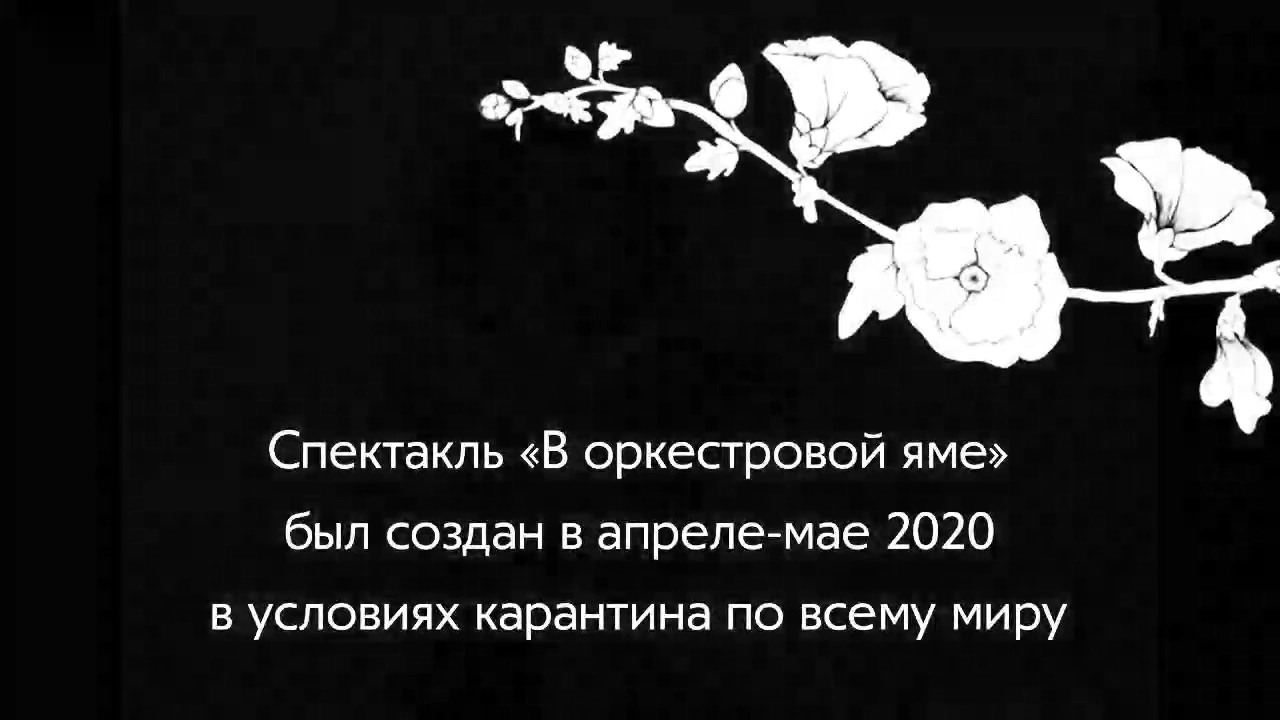 Спектакль «В оркестровой яме»
был создан в апреле-мае 2020
в условиях карантина по всему миру